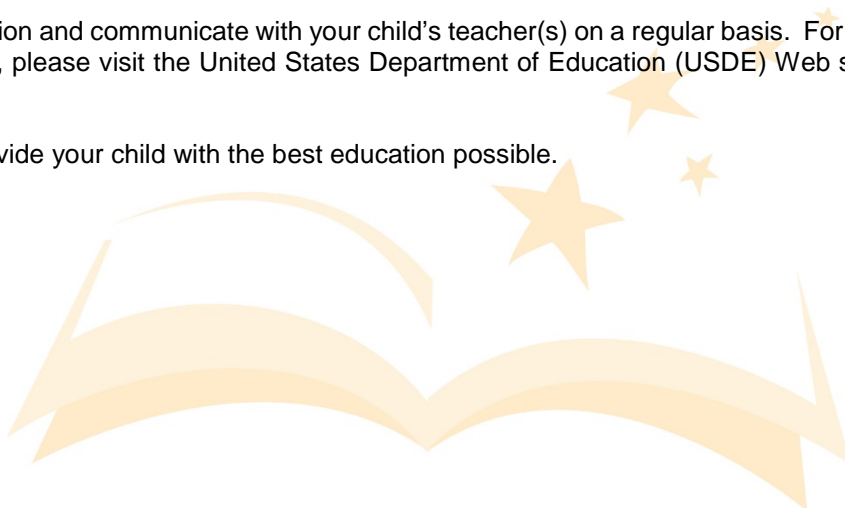 ion and communicate with your child’s teacher(s) on a regular basis. For
, please visit the United States Department of Education (USDE) Web s
vide your child with the best education possible.